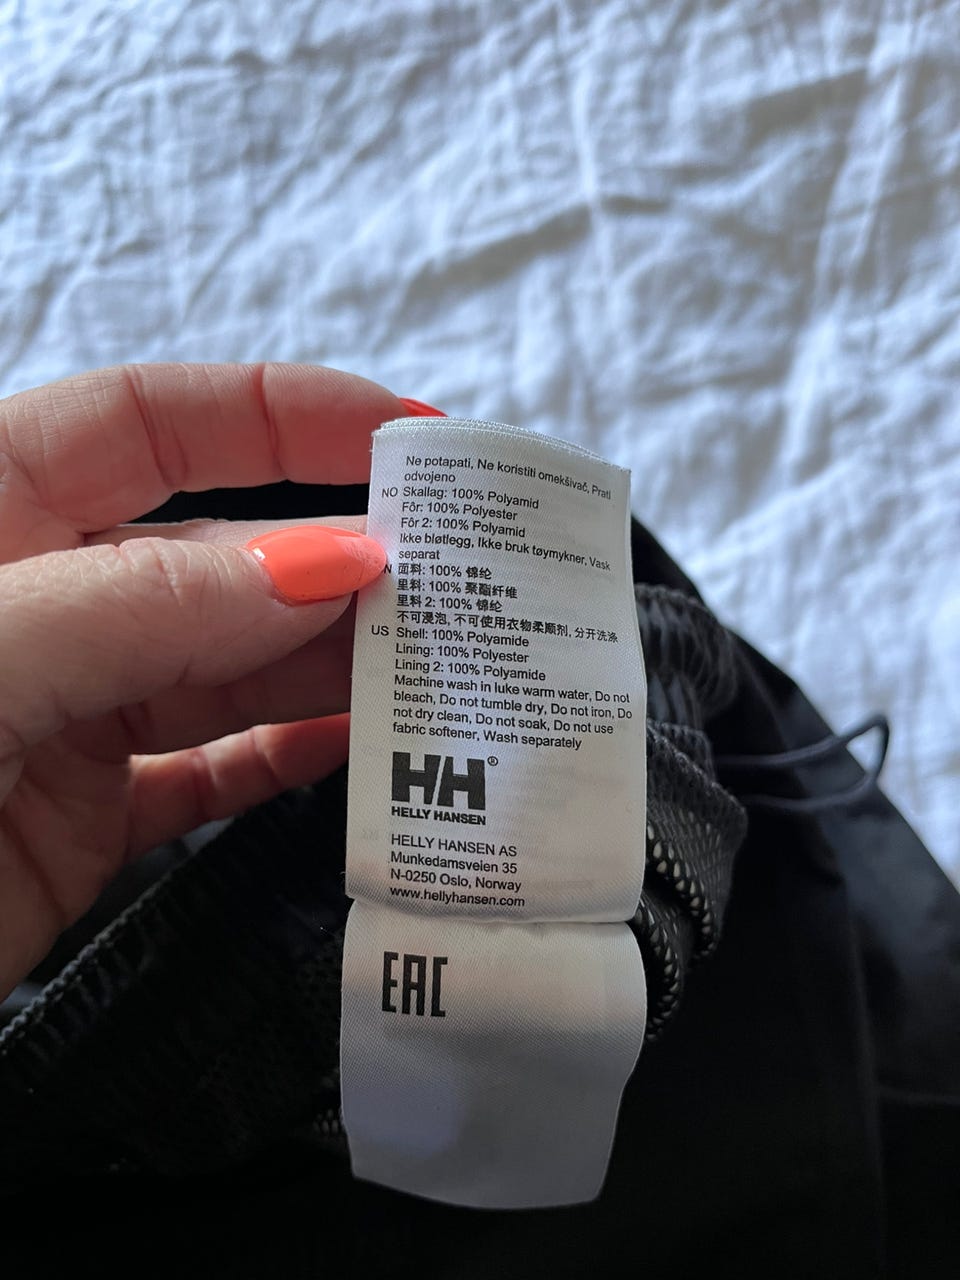 Ne potapati, Ne koristiti omekšivač, Prati
odvojeno
NO Skallag: 100% Polyamid
Fôr: 100% Polyester
Fôr 2: 100% Polyamid
Ikke bløtlegg, Ikke bruk tøymykner, Vask
separat
N 面料: 100% 锦纶
里料: 100% 聚酯纤维
里料 2: 100% 锦纶
不可浸泡, 不可使用衣物柔顺剂, 分开洗涤
US Shell: 100% Polyamide
Lining: 100% Polyester
Lining 2: 100% Polyamide
Machine wash in luke warm water, Do not
bleach, Do not tumble dry, Do not iron, Do
not dry clean, Do not soak, Do not use
fabric softener, Wash separately
HH®
HELLY HANSEN
HELLY HANSEN AS
Munkedamsveien 35
N-0250 Oslo, Norway
www.hellyhansen.com
EAC